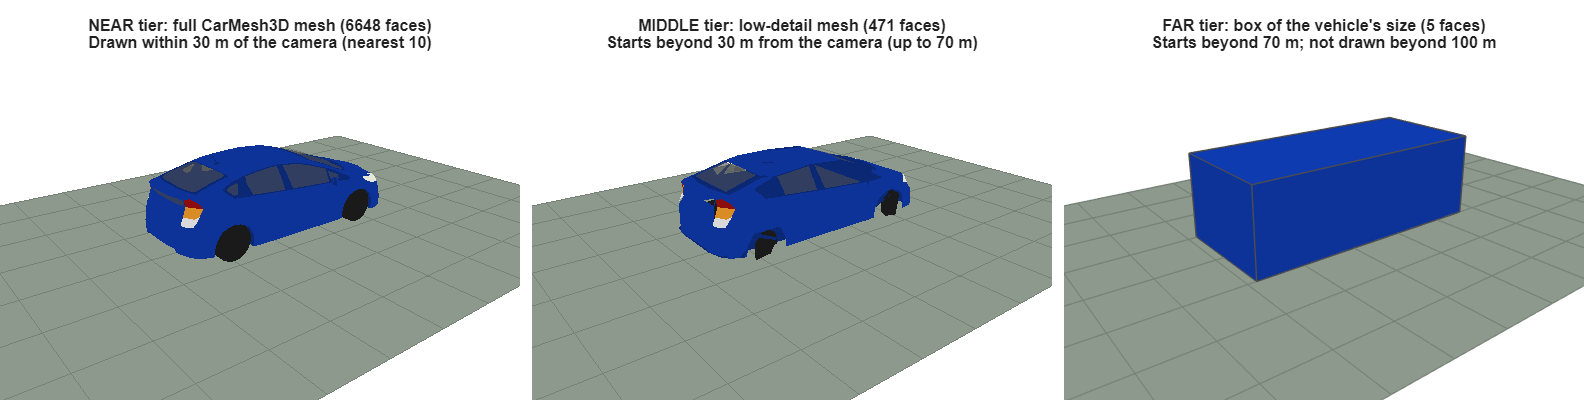 NEAR tier: full CarMesh3D mesh (6648 faces)
Drawn within 30 m of the camera (nearest 10)
MIDDLE tier: low-detail mesh (471 faces)
Starts beyond 30 m from the camera (up to 70 m)
FAR tier: box of the vehicle's size (5 faces)
Starts beyond 70 m; not drawn beyond 100 m